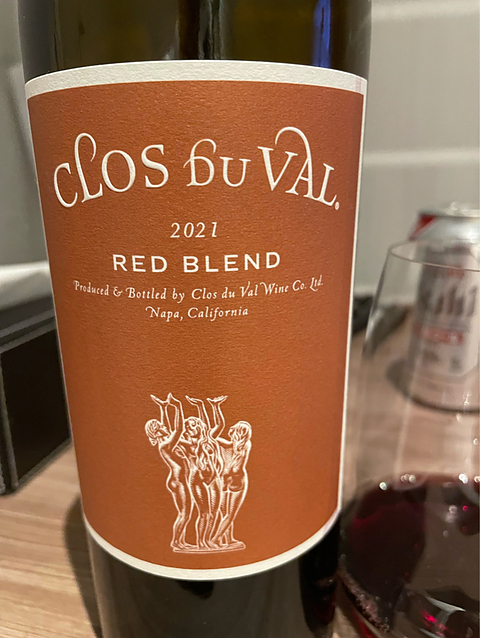 CLOS DU VAL.
2021
RED BLEND
Produced & Bottled by Clos du Val Wine Co. Ltd.
Napa, California